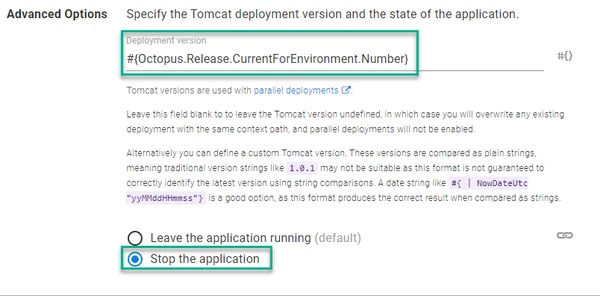 Advanced Options
Specify the Tomcat deployment version and the state of the application.
Deployment version
#{Octopus.Release.CurrentForEnvironment.Number}
#{}
Tomcat versions are used with parallel deployments.
Leave this field blank to to leave the Tomcat version undefined, in which case you will overwrite any existing
deployment with the same context path, and parallel deployments will not be enabled.
Alternatively you can define a custom Tomcat version. These versions are compared as plain strings,
meaning traditional version strings like 1.0.1 may not be suitable as this format is not guaranteed to
correctly identify the latest version using string comparisons. A date string like #{ | NowDateUtc
"yyMMddHHmmss"} is a good option, as this format produces the correct result when compared as strings.
Leave the application running (default)
Stop the application